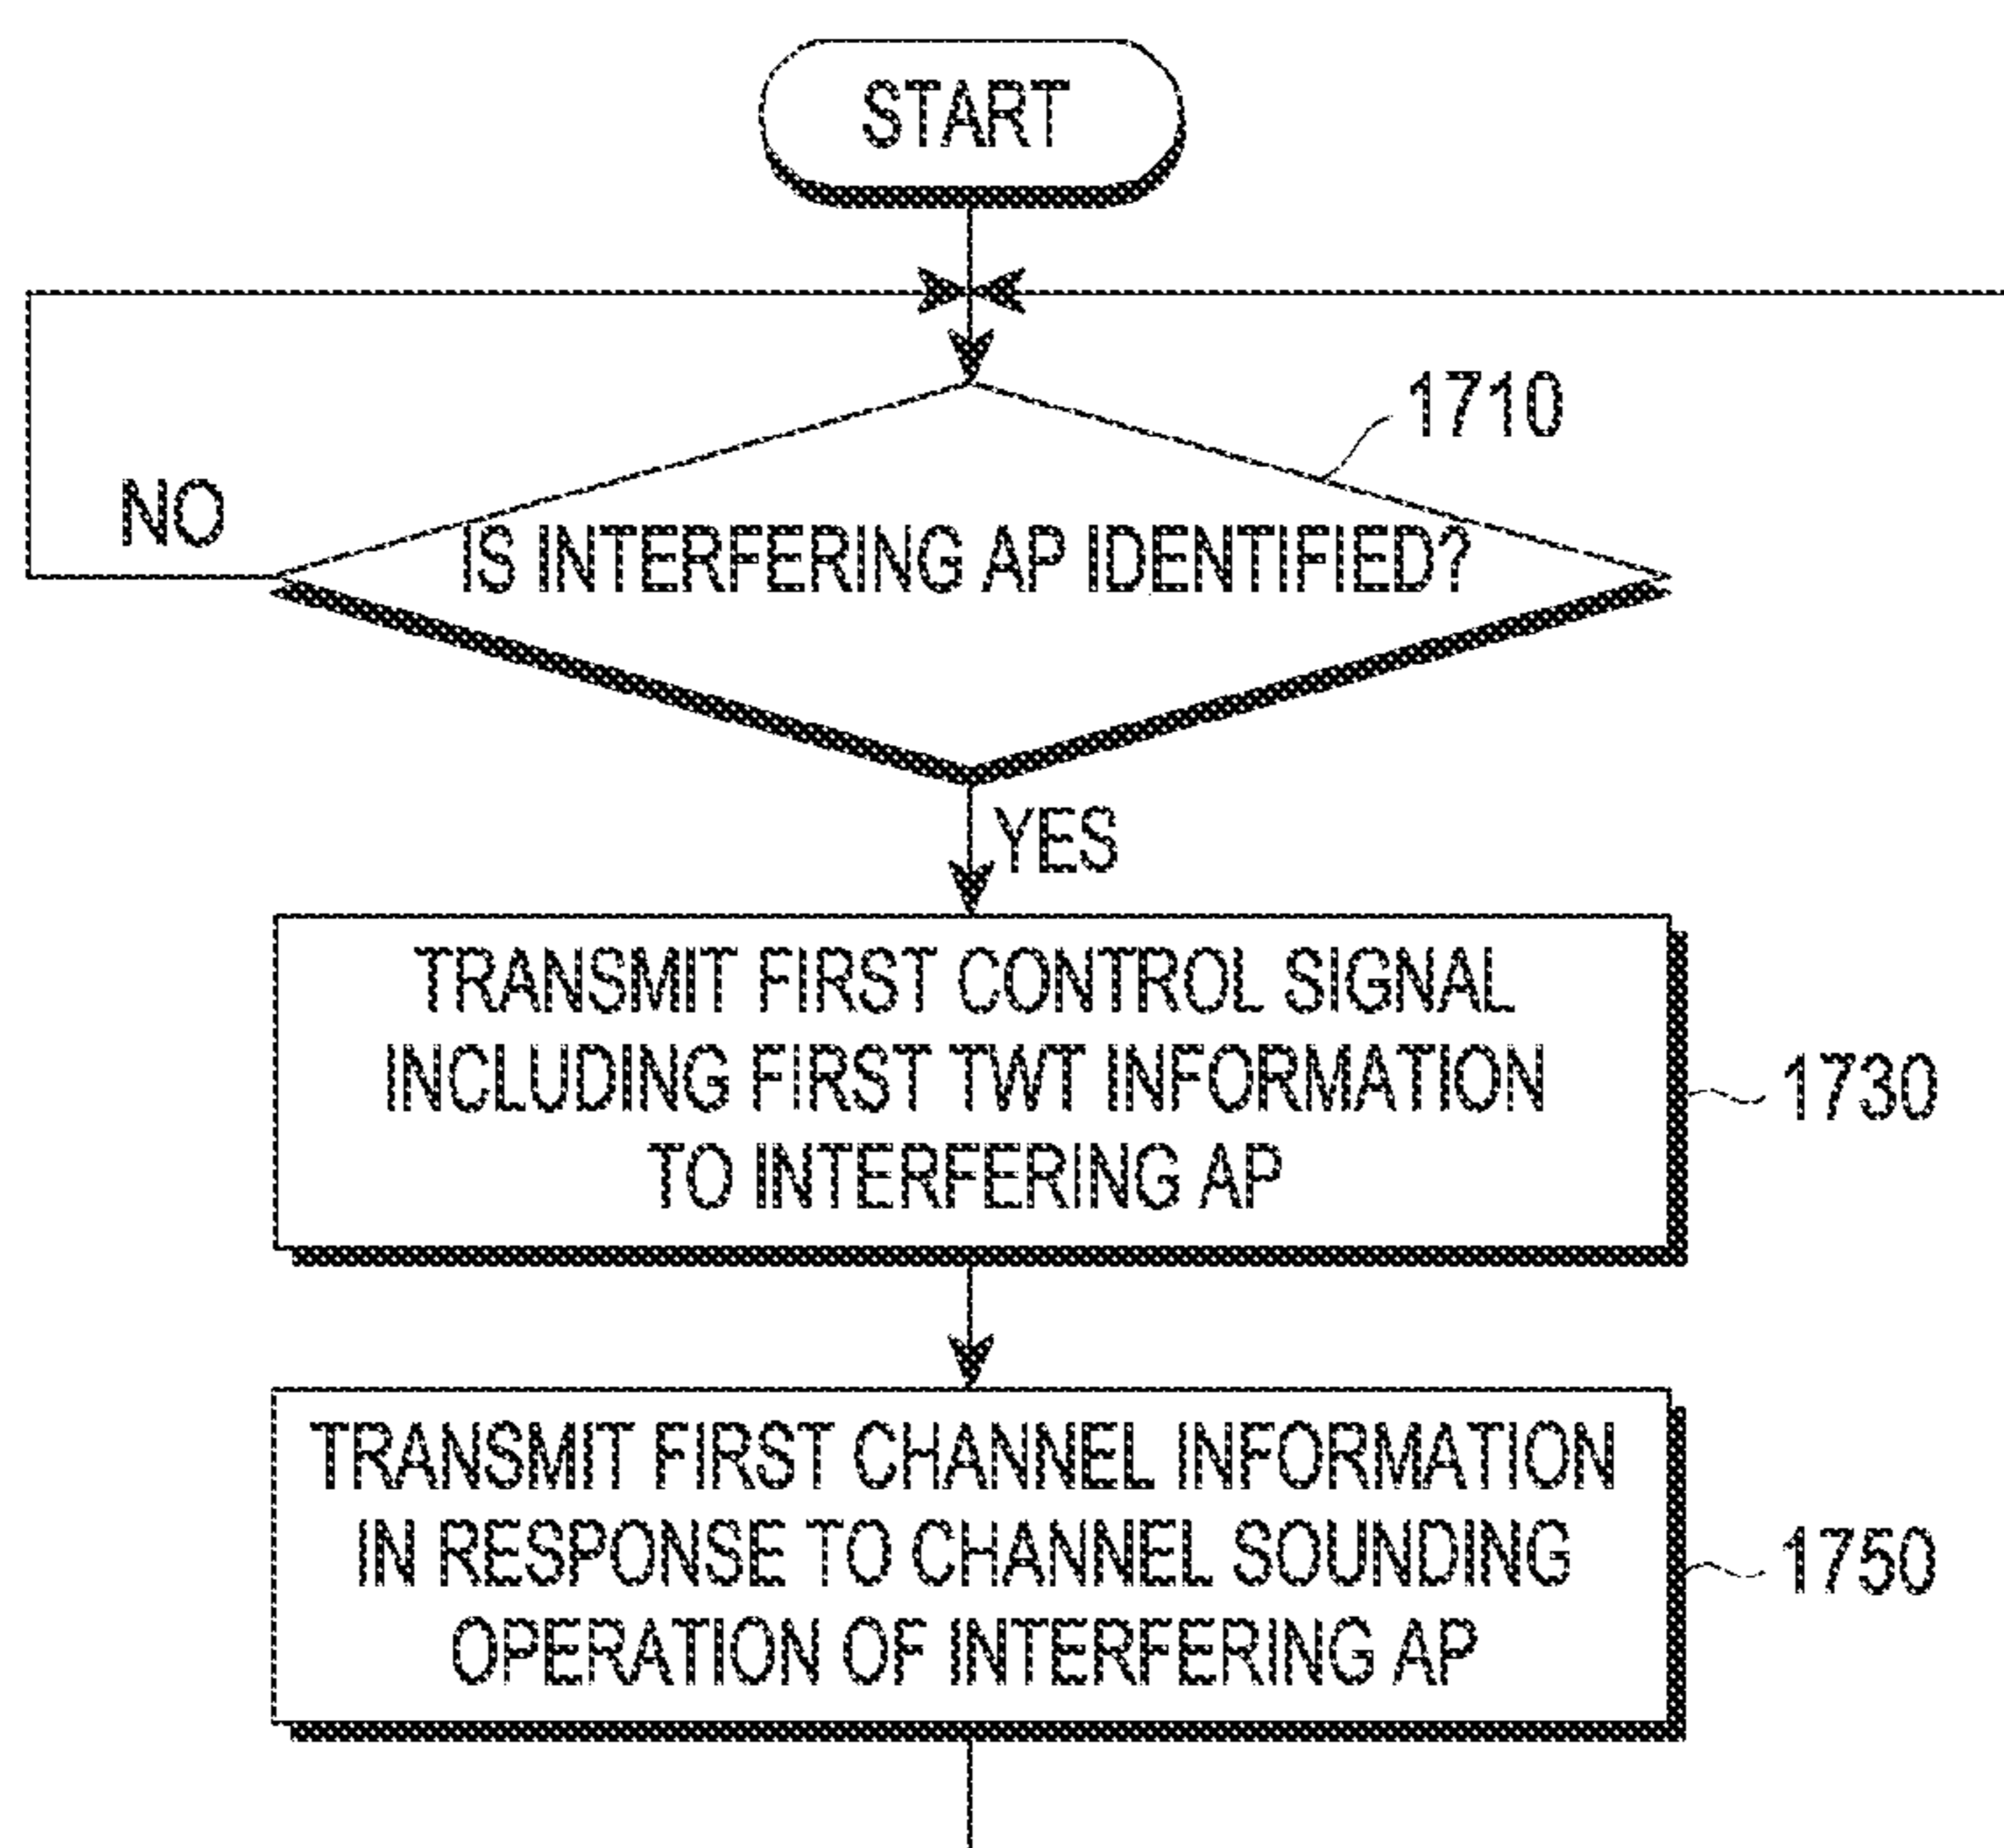 START
1710
NO
IS INTERFERING AP IDENTIFIED?
YES
TRANSMIT FIRST CONTROL SIGNAL
INCLUDING FIRST TWT INFORMATION
TO INTERFERING AP
1730
TRANSMIT FIRST CHANNEL INFORMATION
IN RESPONSE TO CHANNEL SOUNDING
OPERATION OF INTERFERING AP
1750